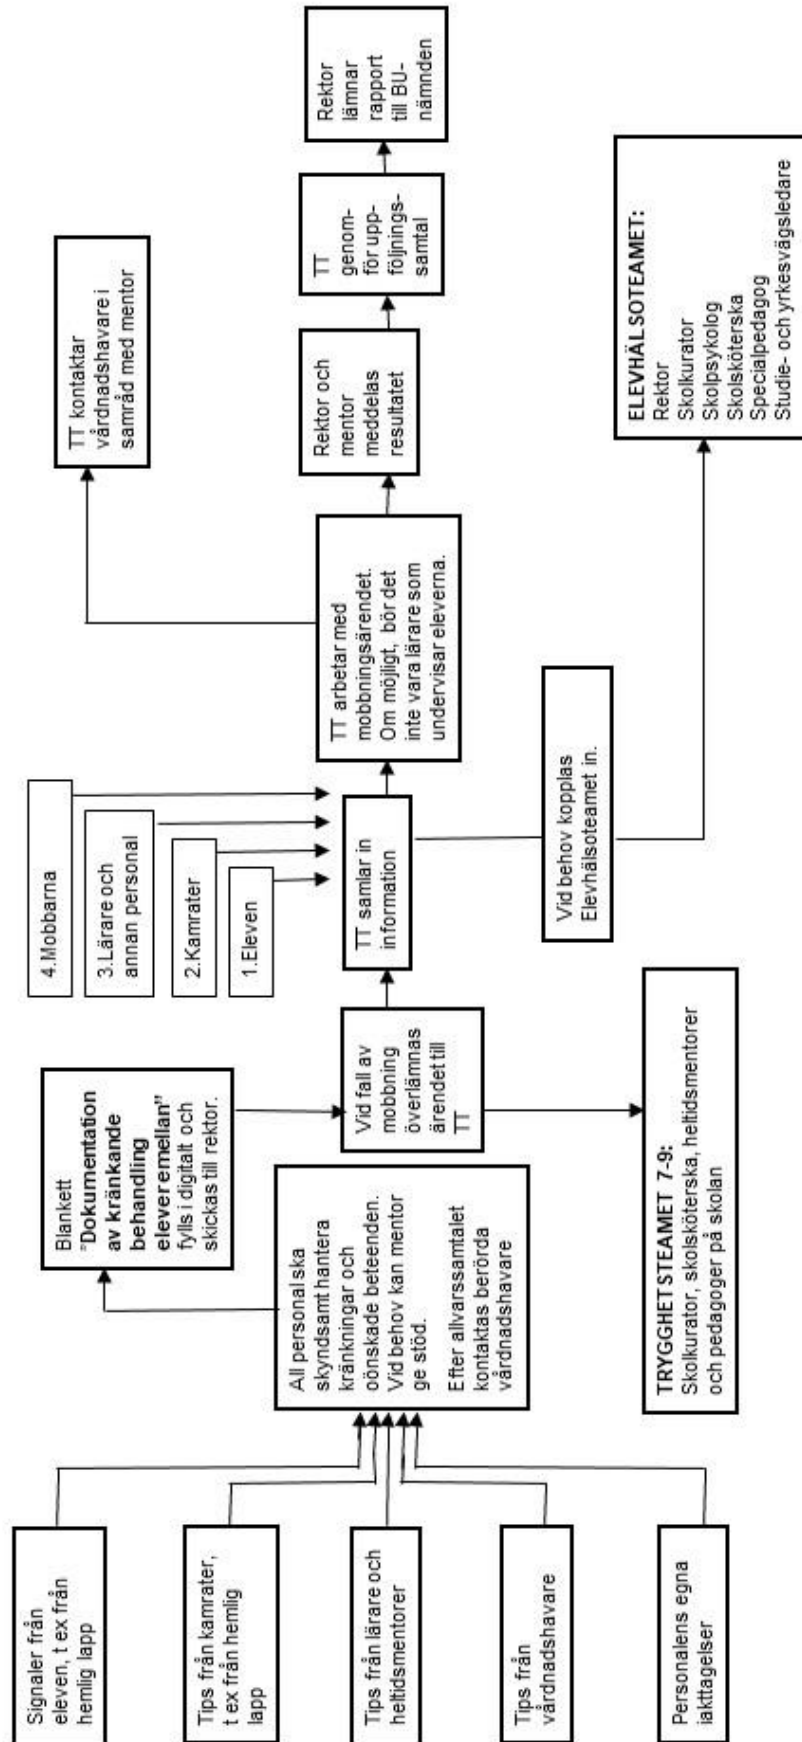 Signaler från
eleven, t ex från
hemlig lapp
Tips från kamrater,
t ex från hemlig
lapp
Tips från lärare och
heltidsmentorer
Tips från
vårdnadshavare
Personalens egna
iakttagelser
All personal ska
skyndsamt hantera
kränkningar och
oönskade beteenden.
Vid behov kan mentor
ge stöd.
Efter allvarssamtalet
kontaktas berörda
vårdnadshavare
Blankett
"Dokumentation
av kränkande
behandling
elever emellan"
fylls i digitalt och
skickas till rektor.
Vid fall av
mobbning
överlämnas
ärendet till
TT
TRYGGHETSTEAMET 7-9:
Skolkurator, skolsköterska, heltidsmentorer
och pedagoger på skolan
4.Mobbarna
3.Lärare och
annan personal
2.Kamrater
1.Eleven
TT samlar in
information
Vid behov kopplas
Elevhälsoteamet in.
TT arbetar med
mobbningsärendet.
Om möjligt, bör det
inte vara lärare som
undervisar eleverna.
TT kontaktar
vårdnadshavare i
samråd med mentor
Rektor och
mentor
meddelas
resultatet
TT
genom-
för upp-
följnings-
samtal
Rektor
lämnar
rapport
till BU-
nämnden
ELEVHÄLSOTEAMET:
Rektor
Skolkurator
Skolpsykolog
Skolsköterska
Specialpedagog
Studie- och yrkesvägsledare